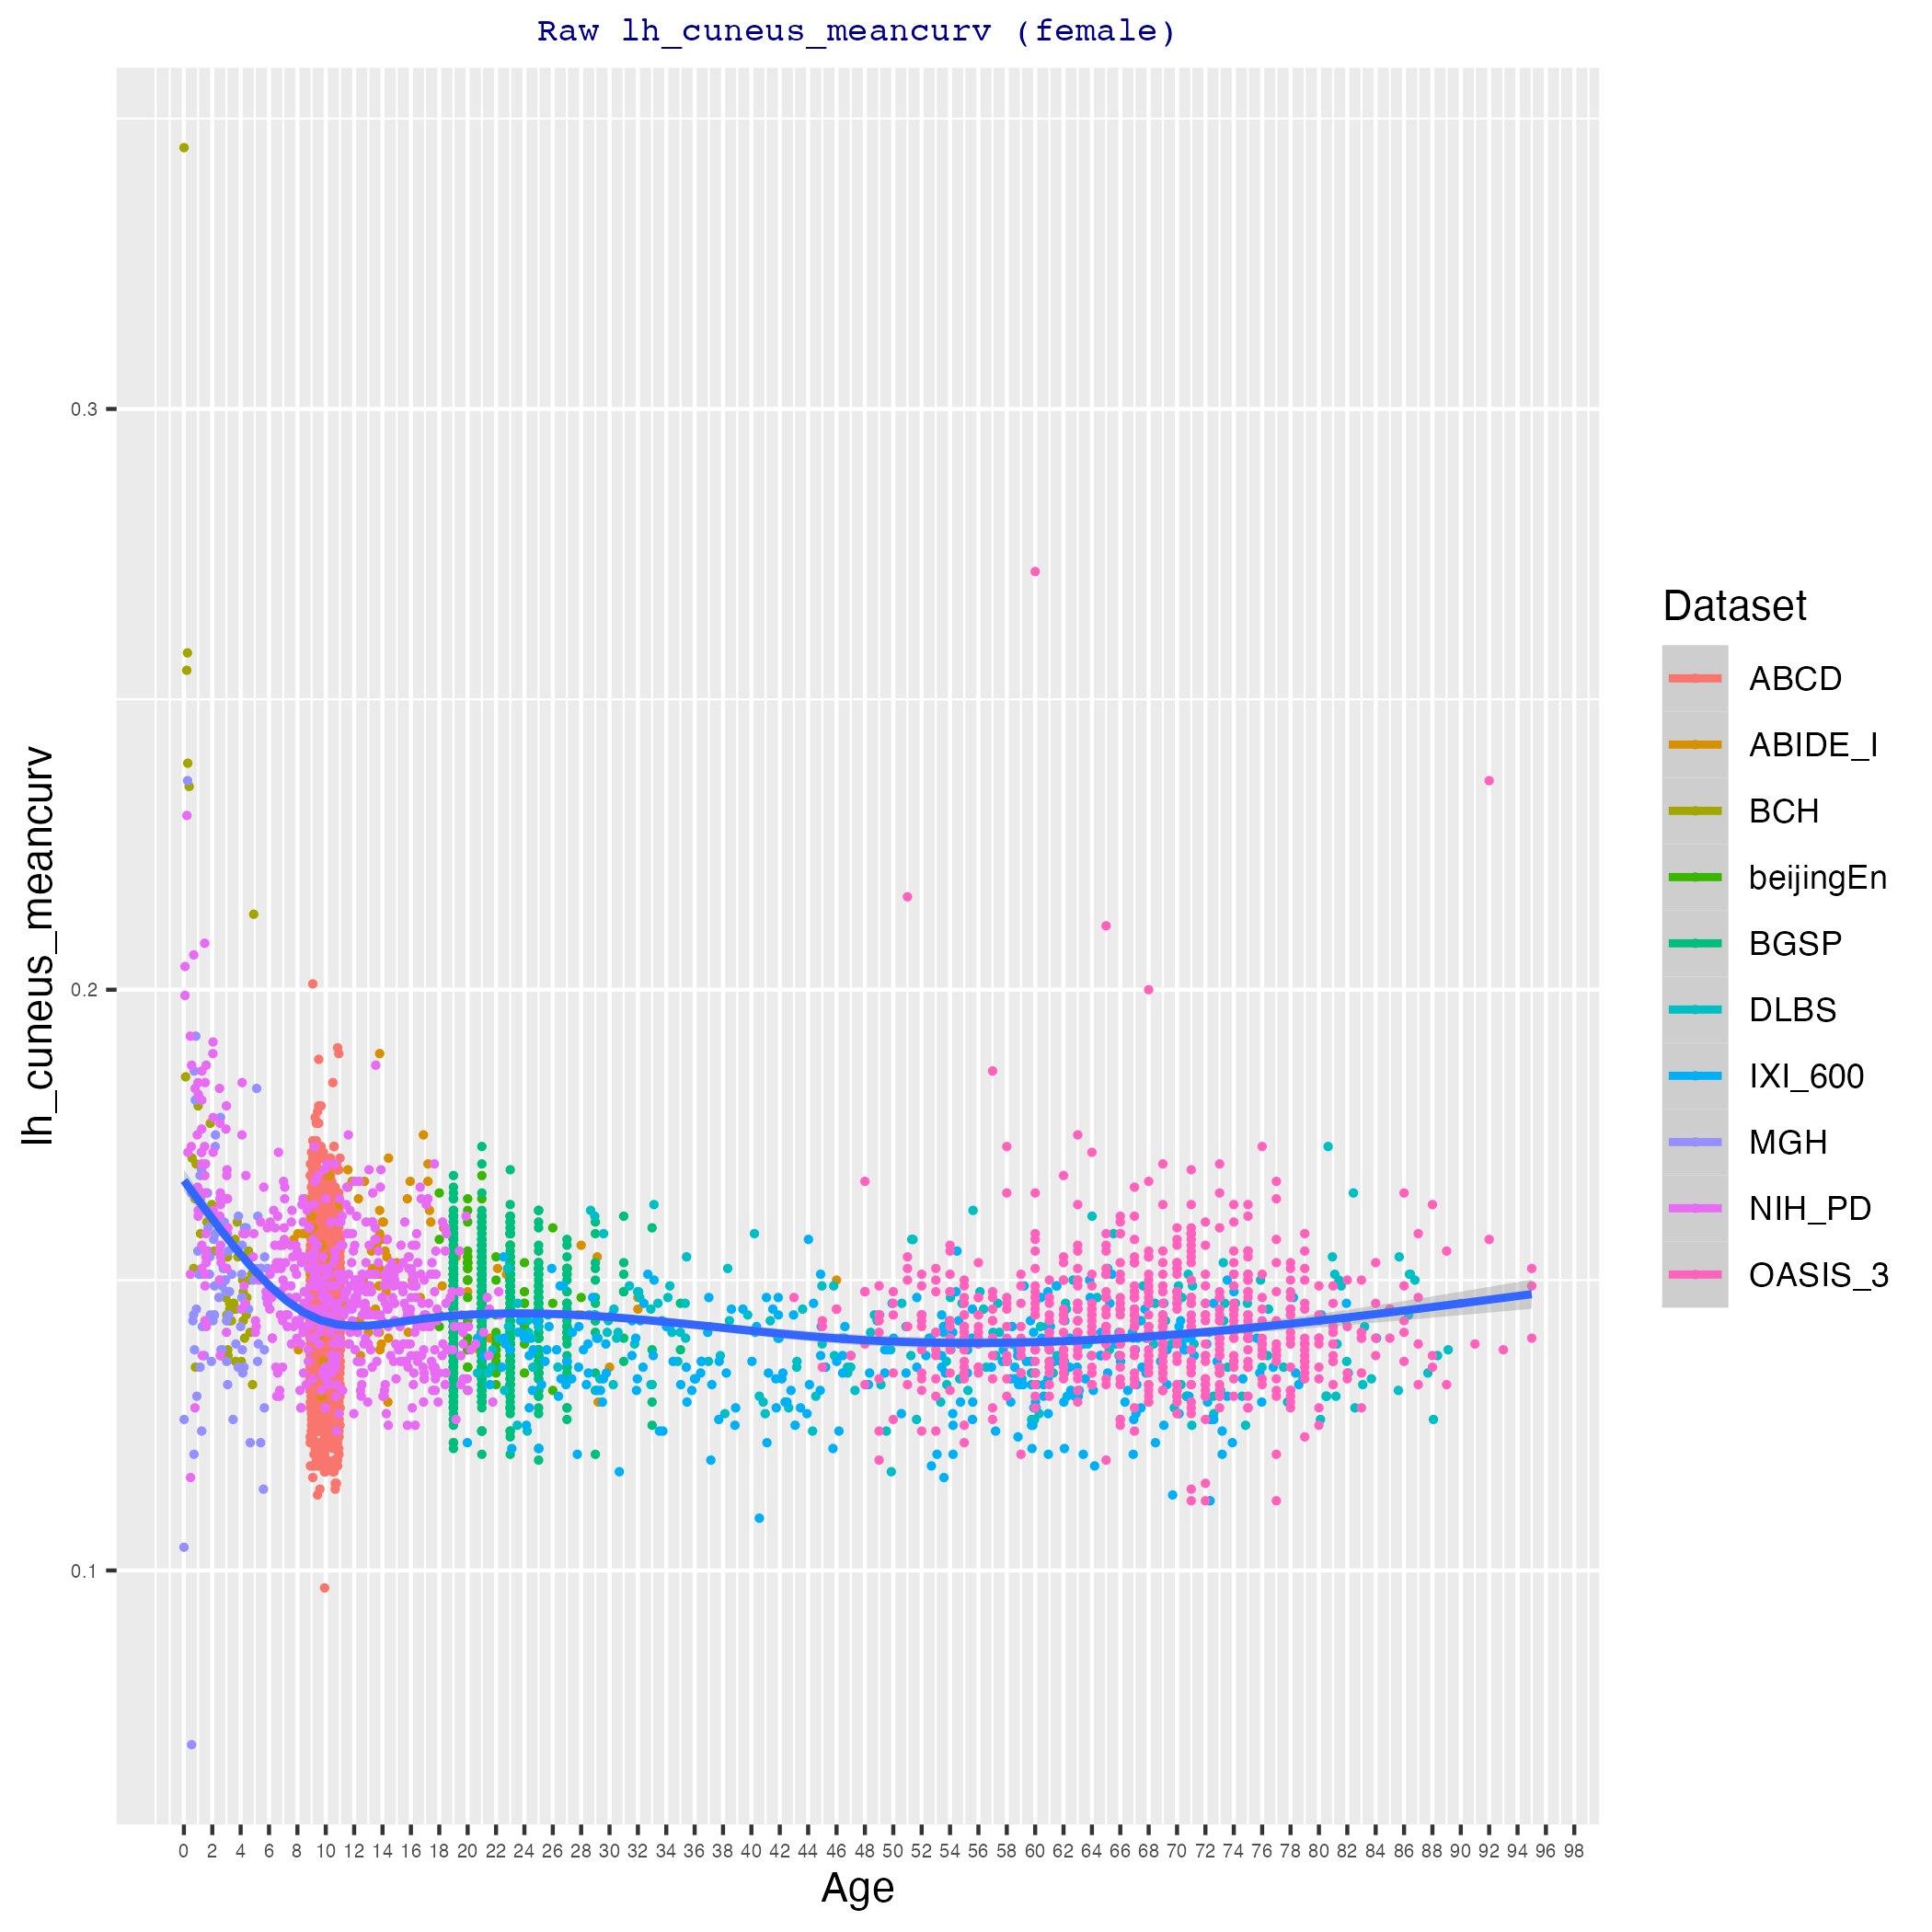 Raw lh_cuneus_meancurv (female)
lh_cuneus_meancurv
0.3
0.2
0.1
0 2 4 6 8 10 12 14 16 18 20 22 24 26 28 30 32 34 36 38 40 42 44 46 48 50 52 54 56 58 60 62 64 66 68 70 72 74 76 78 80 82 84 86 88 90 92 94 96 98
Age
Dataset
ABCD
ABIDE_I
BCH
beijingEn
BGSP
DLBS
IXI_600
MGH
NIH_PD
OASIS_3